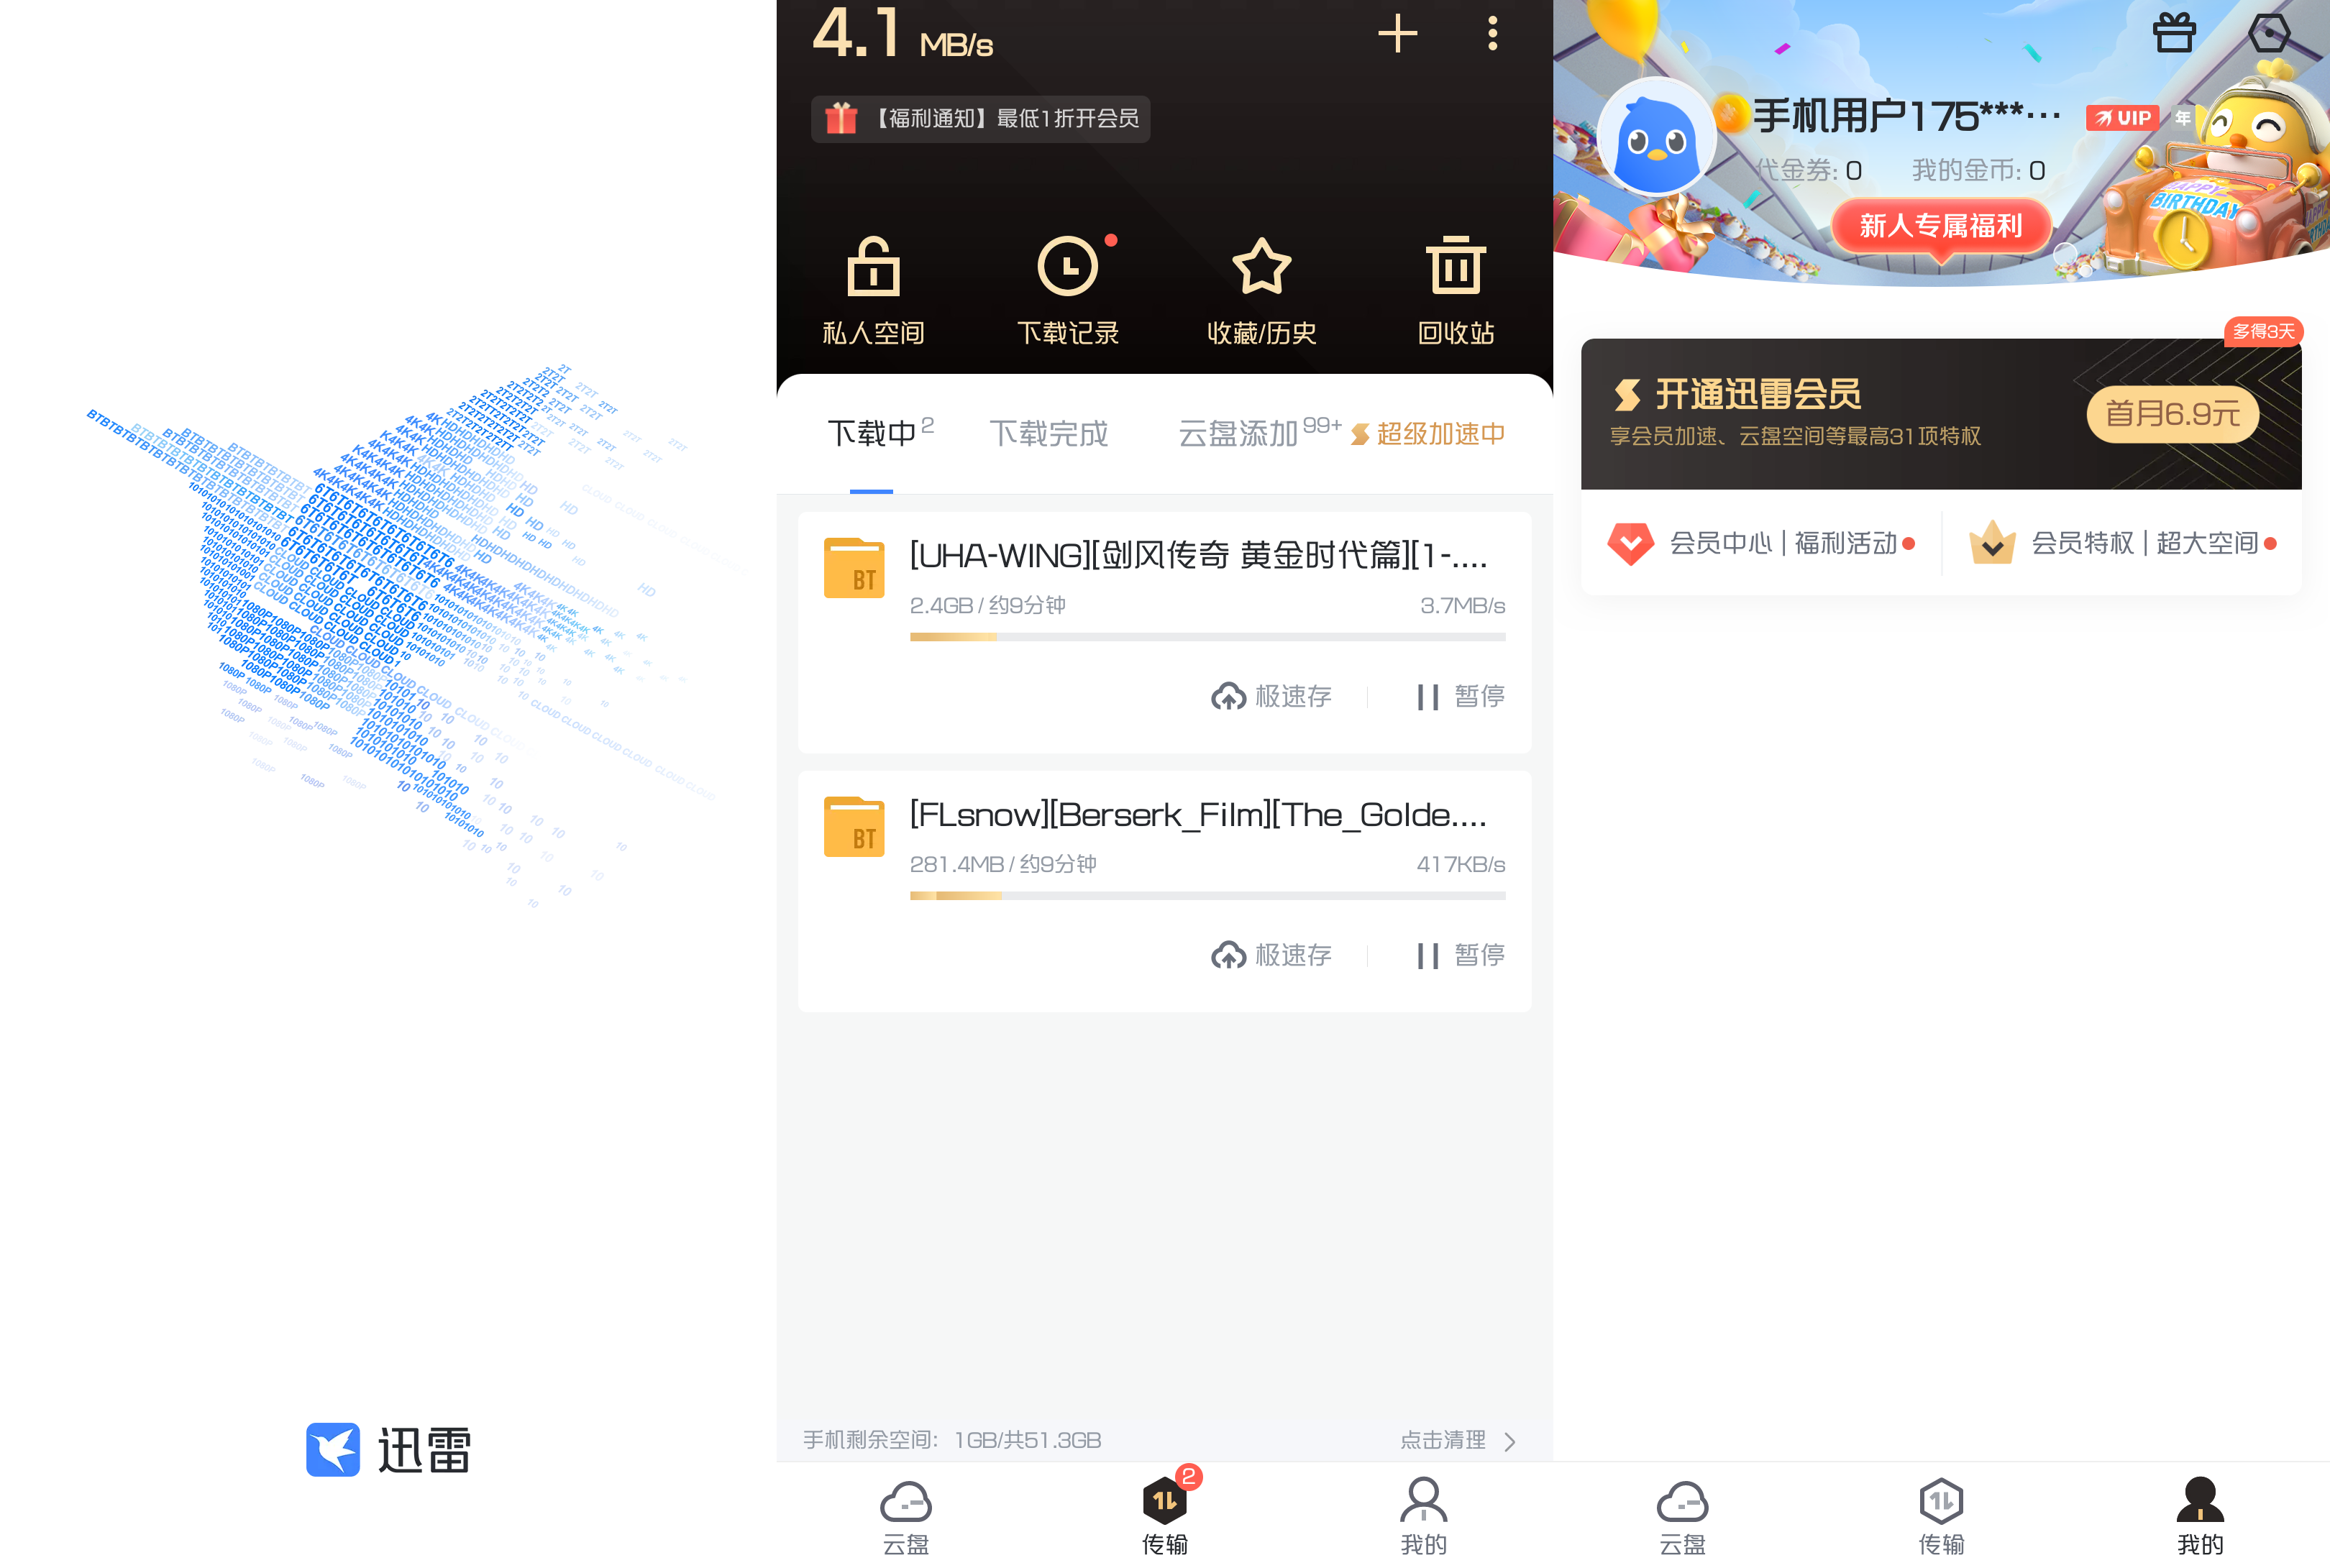 迅雷
4.1 MB/s
【福利通知】最低1折开会员
私人空间
下载记录
收藏/历史
回收站
下载中 2
下载完成
云盘添加 99+
超级加速中
BT
[UHA-WING][剑风传奇 黄金时代篇][1-....
2.4GB / 约9分钟
3.7MB/s
极速存
暂停
BT
[FLsnow][Berserk_Film][The_Golde....
281.4MB / 约9分钟
417KB/s
极速存
暂停
手机剩余空间： 1GB/共51.3GB
点击清理
云盘
2
传输
我的
手机用户175***…
VIP 年
代金券: 0
我的金币: 0
HAPPY
BIRTHDAY
新人专属福利
多得3天
开通迅雷会员
享会员加速、云盘空间等最高31项特权
首月6.9元
会员中心 | 福利活动
会员特权 | 超大空间
云盘
传输
我的